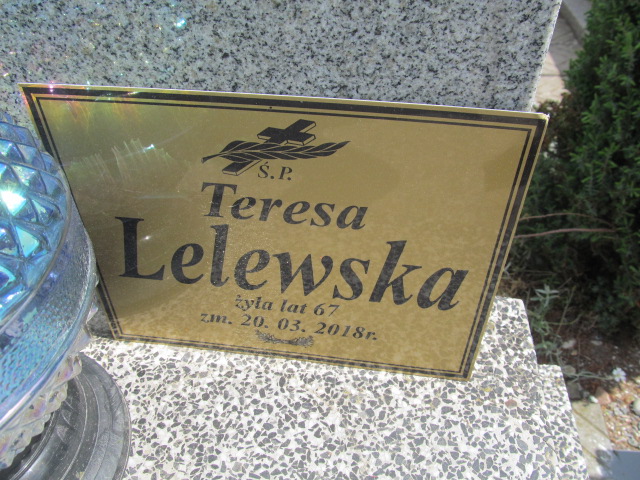 Ś.P.
Teresa
Lelewska
żyła lat 67
zm. 20. 03. 2018r.